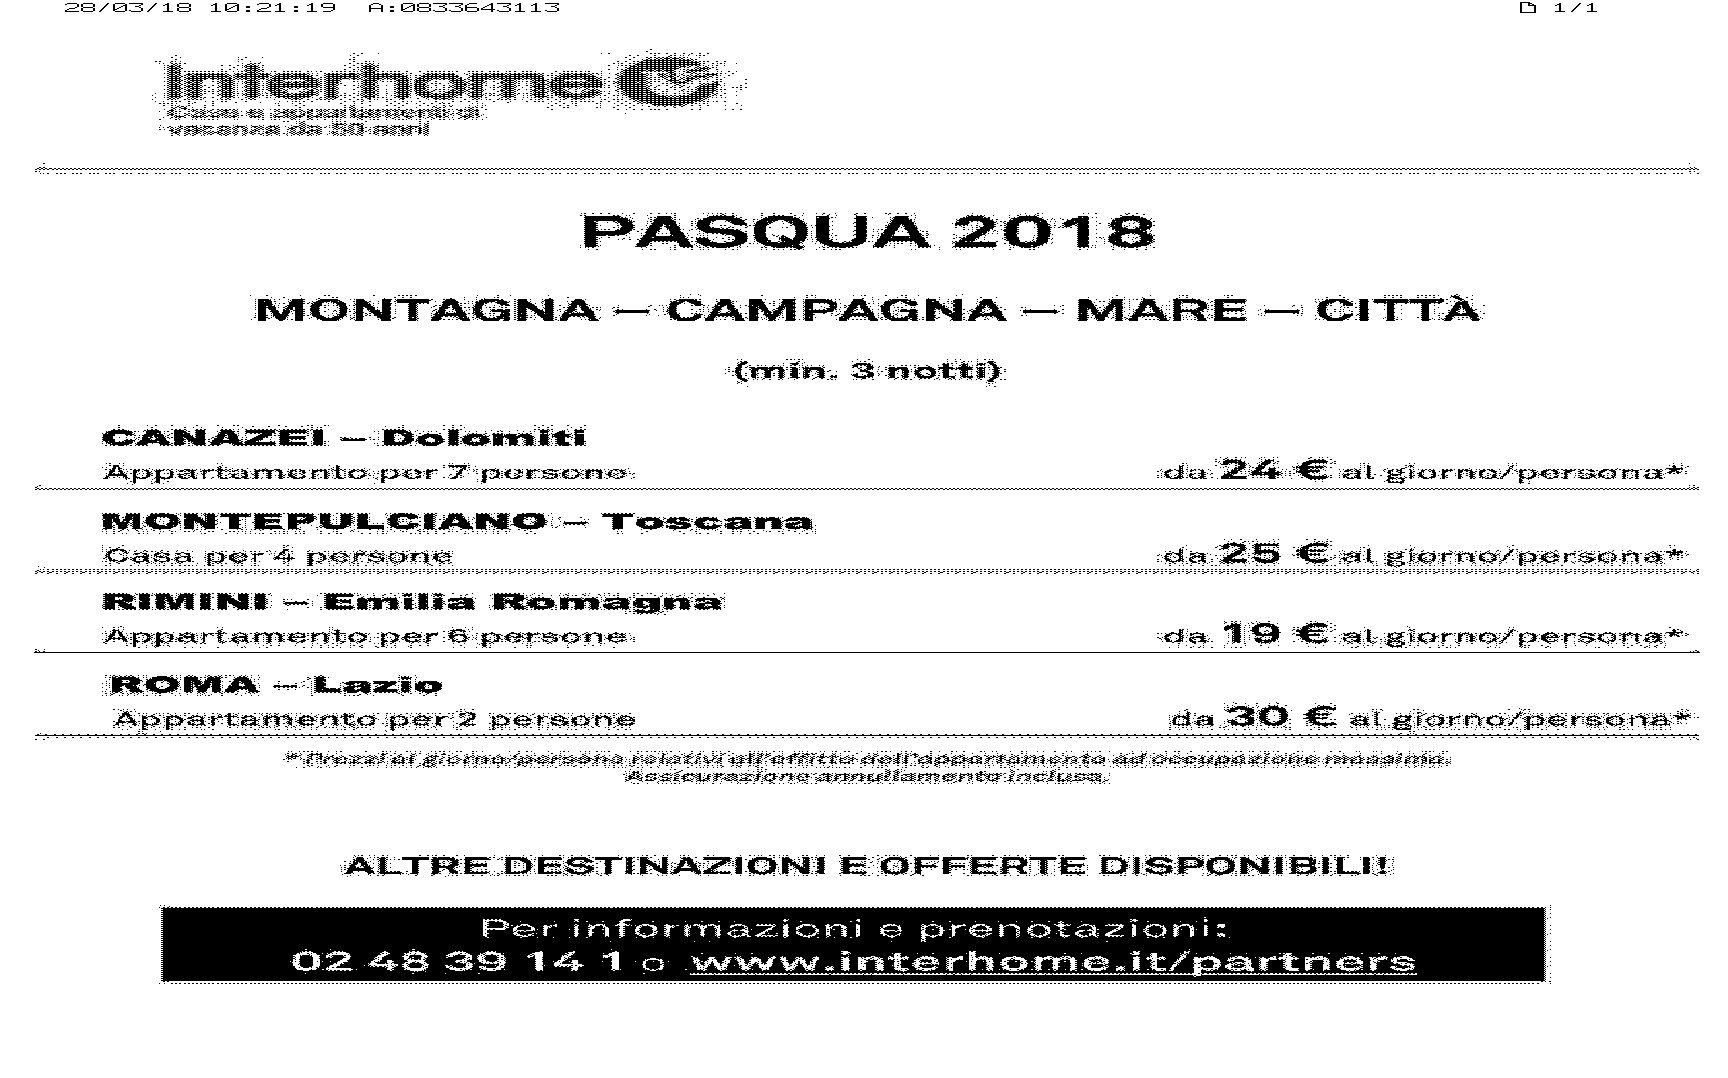 28/03/18 10:21:19 A:0833643113 1/1
Interhome
Case e appartamenti di
vacanza da 50 anni
PASQUA 2018
MONTAGNA – CAMPAGNA – MARE – CITTÀ
(min. 3 notti)
CANAZEI – Dolomiti
Appartamento per 7 persone da 24 € al giorno/persona*
MONTEPULCIANO – Toscana
Casa per 4 persone da 25 € al giorno/persona*
RIMINI – Emilia Romagna
Appartamento per 6 persone da 19 € al giorno/persona*
ROMA – Lazio
Appartamento per 2 persone da 30 € al giorno/persona*
*Prezzi al giorno/persona relativi all'affitto dell'appartamento ad occupazione massima.
Assicurazione annullamento inclusa.
ALTRE DESTINAZIONI E OFFERTE DISPONIBILI!
Per informazioni e prenotazioni:
02 48 39 14 1 o www.interhome.it/partners